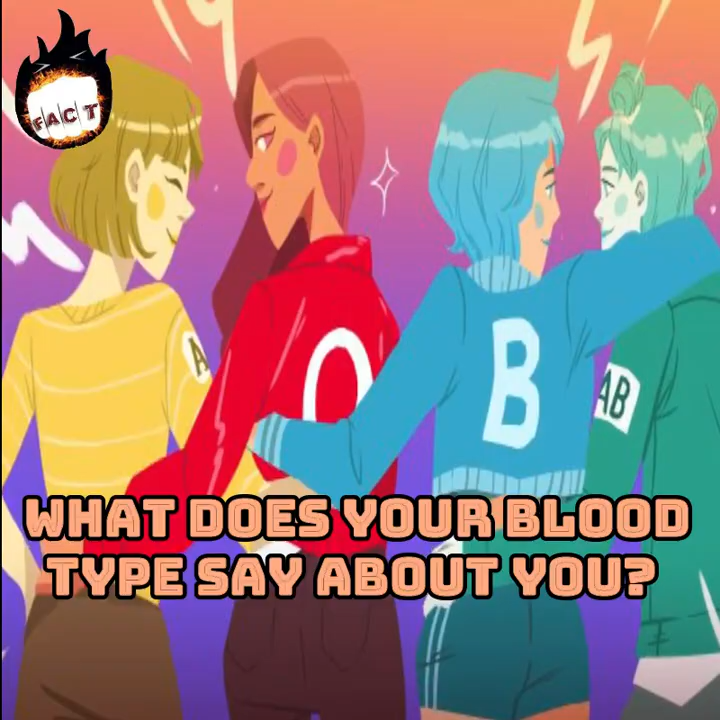 FACT
A
O
B
AB
WHAT DOES YOUR BLOOD
TYPE SAY ABOUT YOU?